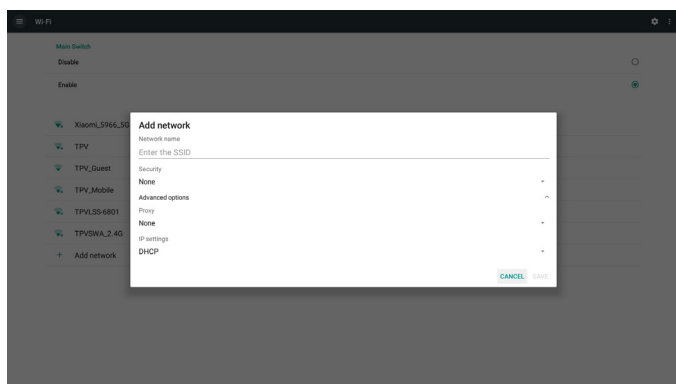 Wi-Fi
Main Switch
Disable
Enable
Xiaomi_5966_5G
TPV
TPV_Guest
TPV_Mobile
TPVLSS-6801
TPVSWA_2.4G
Add network
Add network
Network name
Enter the SSID
Security
None
Advanced options
Proxy
None
IP settings
DHCP
CANCEL SAVE